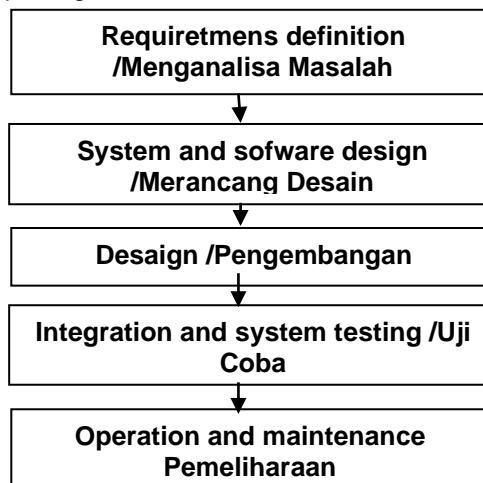 Requiretmens definition
/Menganalisa Masalah
System and sofware design
/Merancang Desain
Desaign /Pengembangan
Integration and system testing /Uji
Coba
Operation and maintenance
Pemeliharaan